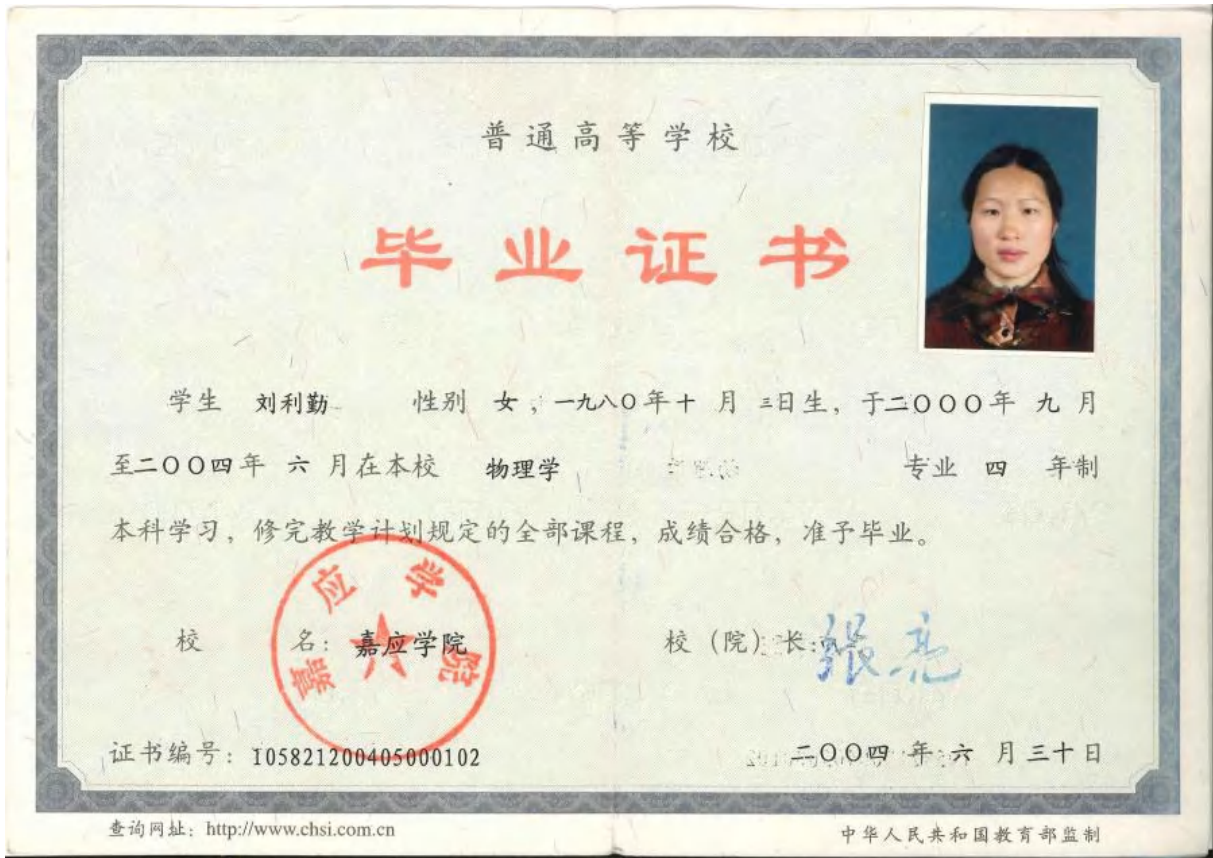 普通高等学校
毕业证书
学生 刘利勤 性别 女，一九八〇年十月三日生，于二〇〇〇年九月
至二〇〇四年六月在本校 物理学 专业 四 年制
本科学习，修完教学计划规定的全部课程，成绩合格，准予毕业。
校 名：嘉应学院
嘉应学院
校（院）长：张亮
证书编号：105821200405000102
二〇〇四年六月三十日
查询网址：http://www.chsi.com.cn
中华人民共和国教育部监制